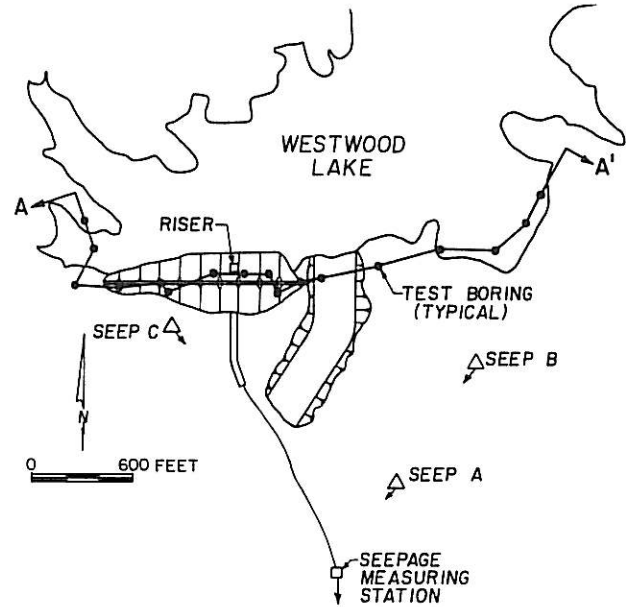 WESTWOOD
LAKE
A'
A
RISER
TEST BORING
(TYPICAL)
SEEP C
SEEP B
N
0 600 FEET
SEEP A
SEEPAGE
MEASURING
STATION